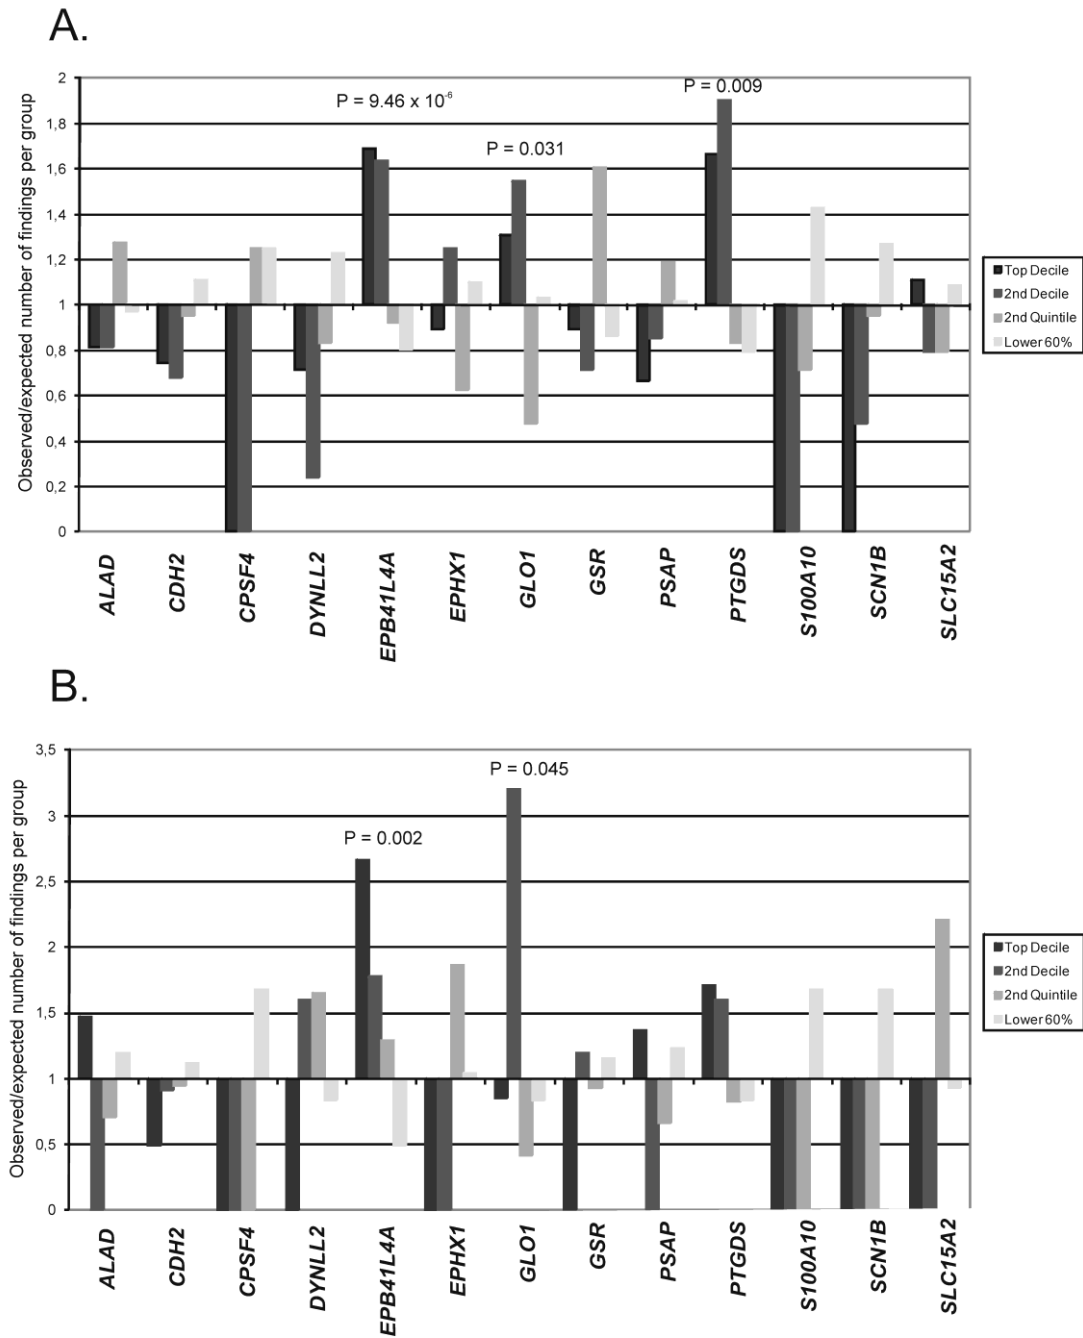 A.
Observed/expected number of findings per group
2
1,8
1,6
1,4
1,2
1
0,8
0,6
0,4
0,2
0
P = 9.46 x 10⁻⁶
P = 0.031
P = 0.009
ALAD
CDH2
CPSF4
DYNLL2
EPB41L4A
EPHX1
GLO1
GSR
PSAP
PTGDS
S100A10
SCN1B
SLC15A2
Top Decile
2nd Decile
2nd Quintile
Lower 60%
B.
Observed/expected number of findings per group
3,5
3
2,5
2
1,5
1
0,5
0
P = 0.002
P = 0.045
ALAD
CDH2
CPSF4
DYNLL2
EPB41L4A
EPHX1
GLO1
GSR
PSAP
PTGDS
S100A10
SCN1B
SLC15A2
Top Decile
2nd Decile
2nd Quintile
Lower 60%